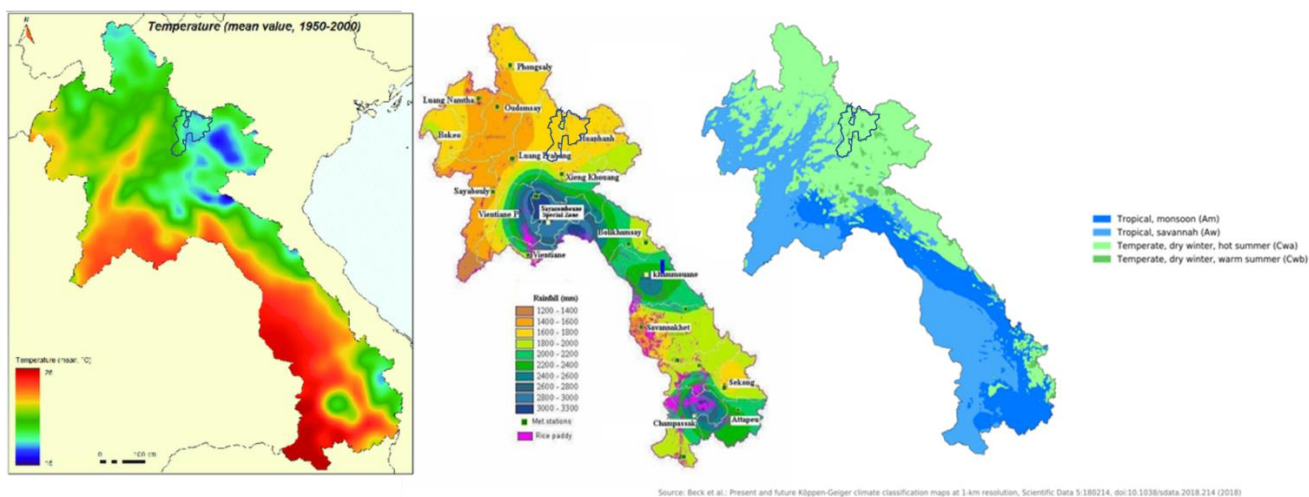 N
Temperature (mean value, 1950-2000)
Temperature (mean, °C)
26
16
0
100 km
Phongsaly
Luang Namtha
Oudomsay
Bokeo
Huaphanh
Luang Prabang
Xieng Khouang
Sayabouly
Vientiane P
Special Zone
Bolikhamsay
Vientiane
khammouane
Rainfall (mm)
1200 - 1400
1400 - 1600
1600 - 1800
1800 - 2000
2000 - 2200
2200 - 2400
2400 - 2600
2600 - 2800
2800 - 3000
3000 - 3300
Met.stations
Rice paddy
Savannakhet
Sekong
Champassak
Attapeu
Tropical, monsoon (Am)
Tropical, savannah (Aw)
Temperate, dry winter, hot summer (Cwa)
Temperate, dry winter, warm summer (Cwb)
Source: Beck et al.: Present and future Köppen-Geiger climate classification maps at 1-km resolution, Scientific Data 5:180214, doi:10.1038/sdata.2018.214 (2018)